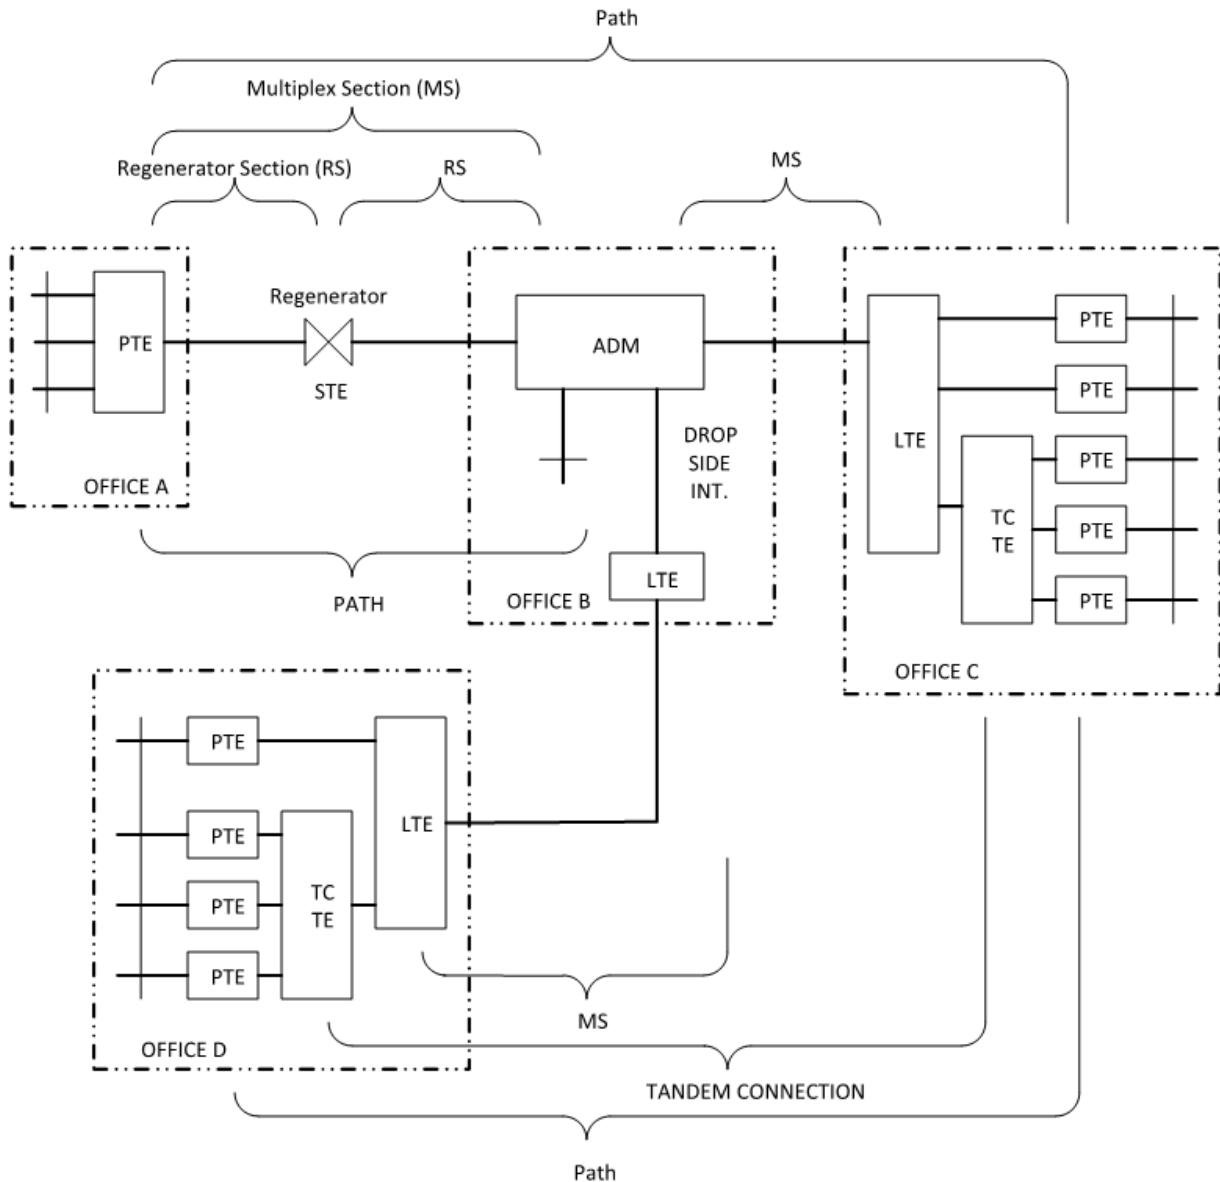 Path
Multiplex Section (MS)
Regenerator Section (RS)
RS
MS
Regenerator
PTE
STE
OFFICE A
ADM
DROP
SIDE
INT.
LTE
OFFICE B
PATH
LTE
PTE
PTE
PTE
PTE
PTE
TC
TE
OFFICE C
PTE
PTE
PTE
PTE
TC
TE
LTE
OFFICE D
MS
TANDEM CONNECTION
Path